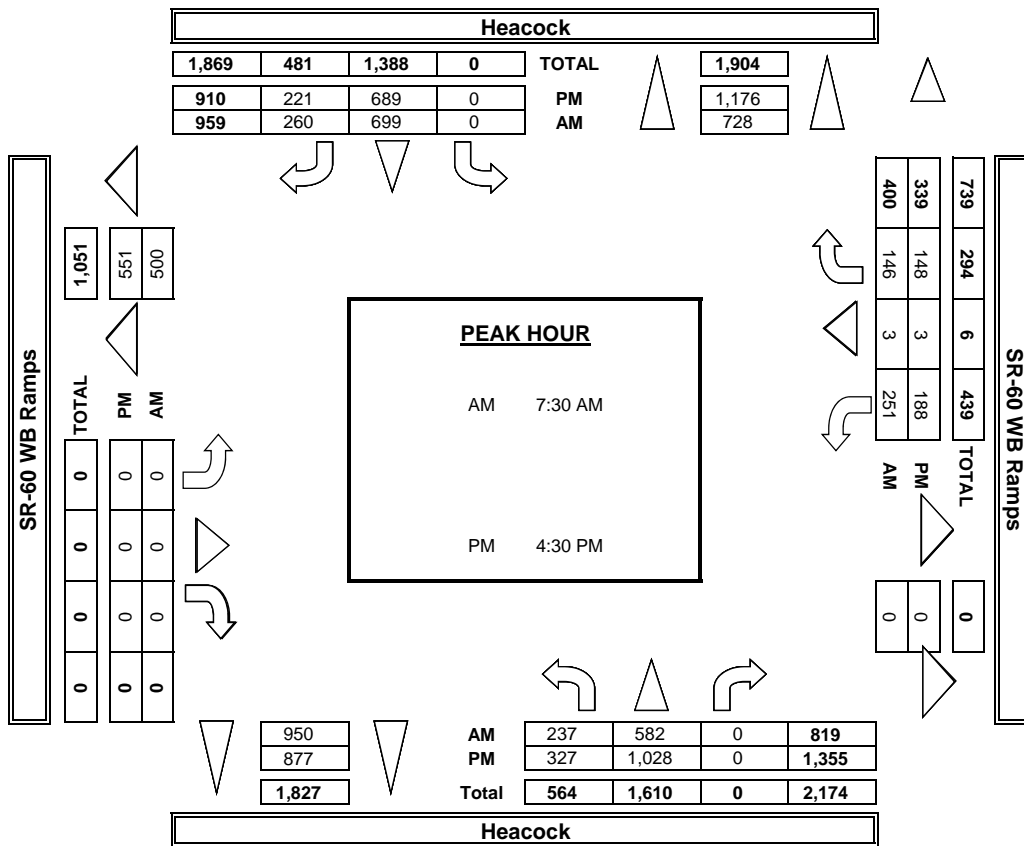 Heacock
1,869 481 1,388 0 TOTAL 1,904
910 221 689 0 PM 1,176
959 260 699 0 AM 728
SR-60 WB Ramps
1,051
551
500
TOTAL 0 0 0 0
PM 0 0 0 0
AM 0 0 0 0
PEAK HOUR
AM 7:30 AM
PM 4:30 PM
739 294 6 439 TOTAL 0
339 148 3 188 PM 0
400 146 3 251 AM 0
SR-60 WB Ramps
950 AM 237 582 0 819
877 PM 327 1,028 0 1,355
1,827 Total 564 1,610 0 2,174
Heacock